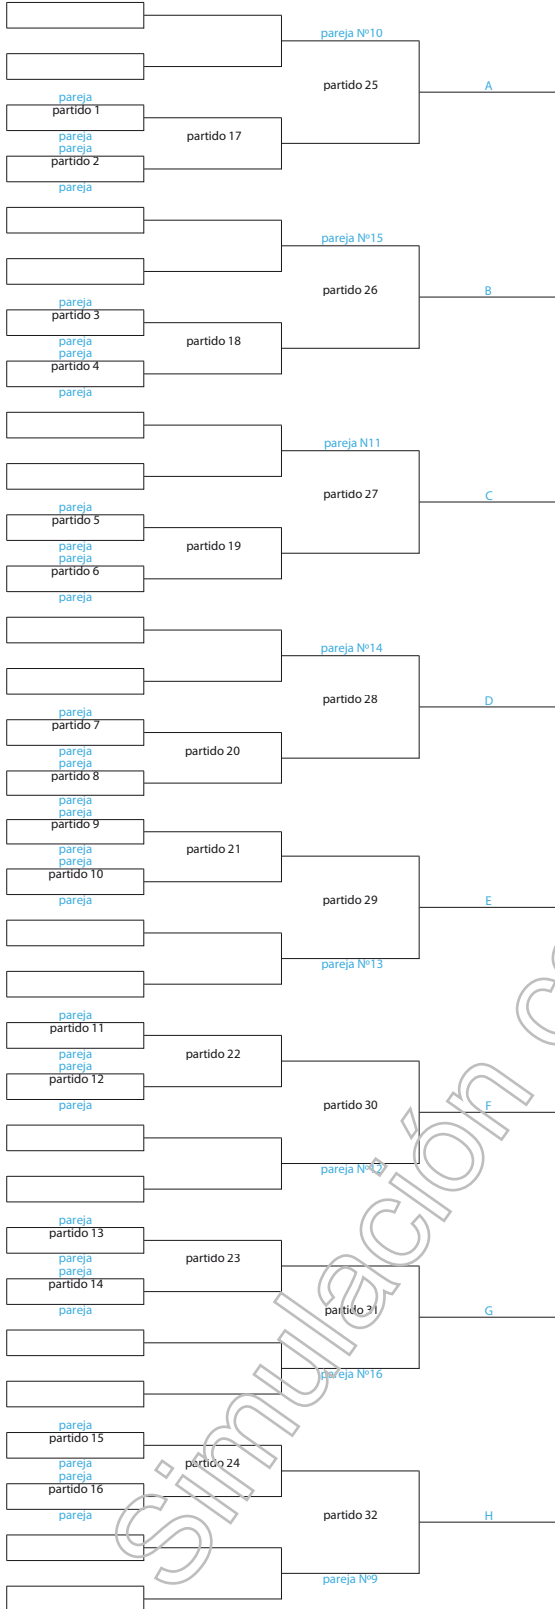 pareja Nº10
partido 25
A
pareja
partido 1
pareja
partido 17
pareja
partido 2
pareja
pareja Nº15
partido 26
B
pareja
partido 3
pareja
partido 18
pareja
partido 4
pareja
pareja N11
partido 27
C
pareja
partido 5
pareja
partido 19
pareja
partido 6
pareja
pareja Nº14
partido 28
D
pareja
partido 7
pareja
partido 20
pareja
partido 8
pareja
pareja
partido 9
pareja
partido 21
pareja
partido 10
pareja
partido 29
E
pareja Nº13
pareja
partido 11
pareja
partido 22
pareja
partido 12
pareja
partido 30
F
pareja Nº12
pareja
partido 13
pareja
partido 23
pareja
partido 14
pareja
partido 31
G
pareja Nº16
pareja
partido 15
pareja
partido 24
pareja
partido 16
pareja
partido 32
H
pareja Nº9
Simulación